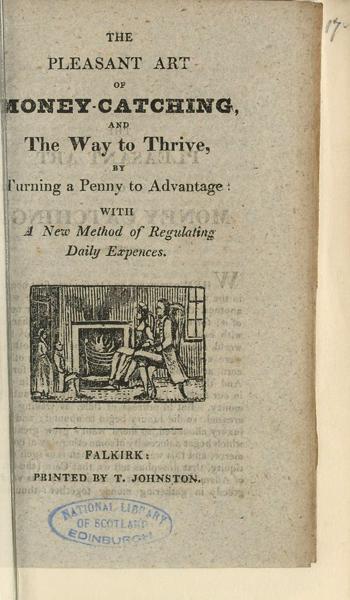 17.
THE
PLEASANT ART
OF
MONEY-CATCHING,
AND
The Way to Thrive,
BY
Turning a Penny to Advantage:
WITH
A New Method of Regulating
Daily Expences.
FALKIRK:
PRINTED BY T. JOHNSTON.
NATIONAL LIBRARY
OF SCOTLAND
EDINBURGH